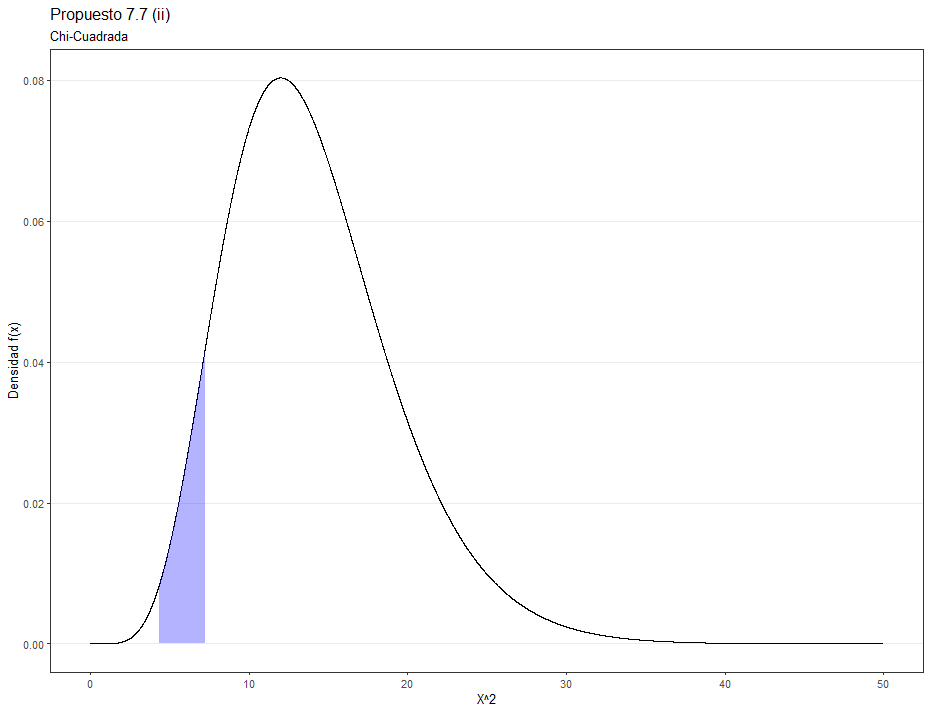 Propuesto 7.7 (ii)
Chi-Cuadrada
Densidad f(x)
0.08
0.06
0.04
0.02
0.00
0 10 20 30 40 50
X^2